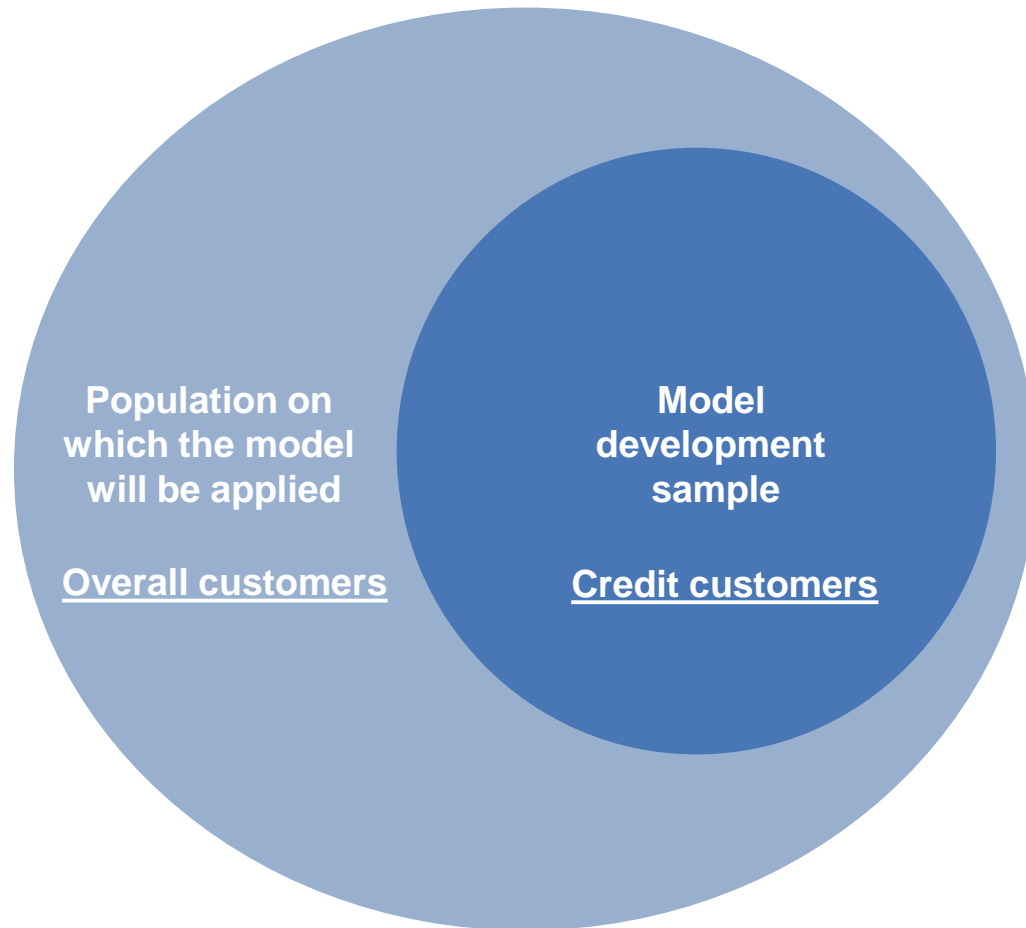 Population on
which the model
will be applied
Overall customers
Model
development
sample
Credit customers